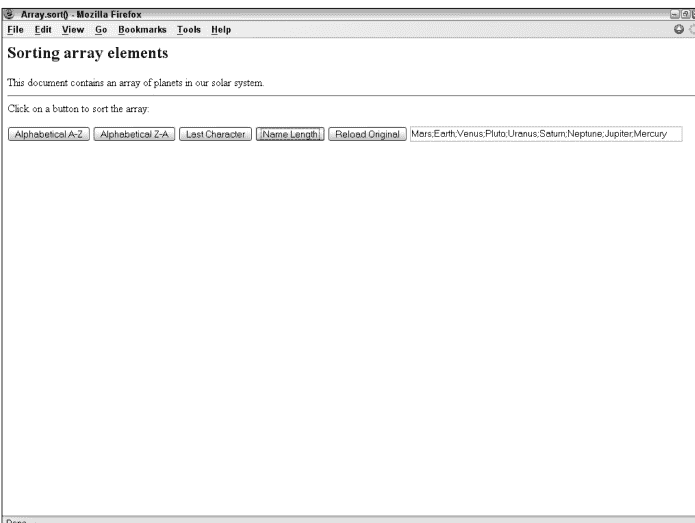 Array.sort() - Mozilla Firefox
File Edit View Go Bookmarks Tools Help
Sorting array elements
This document contains an array of planets in our solar system.
Click on a button to sort the array:
Alphabetical A-Z Alphabetical Z-A Last Character Name Length Reload Original Mars;Earth;Venus;Pluto;Uranus;Saturn;Neptune;Jupiter;Mercury
Done